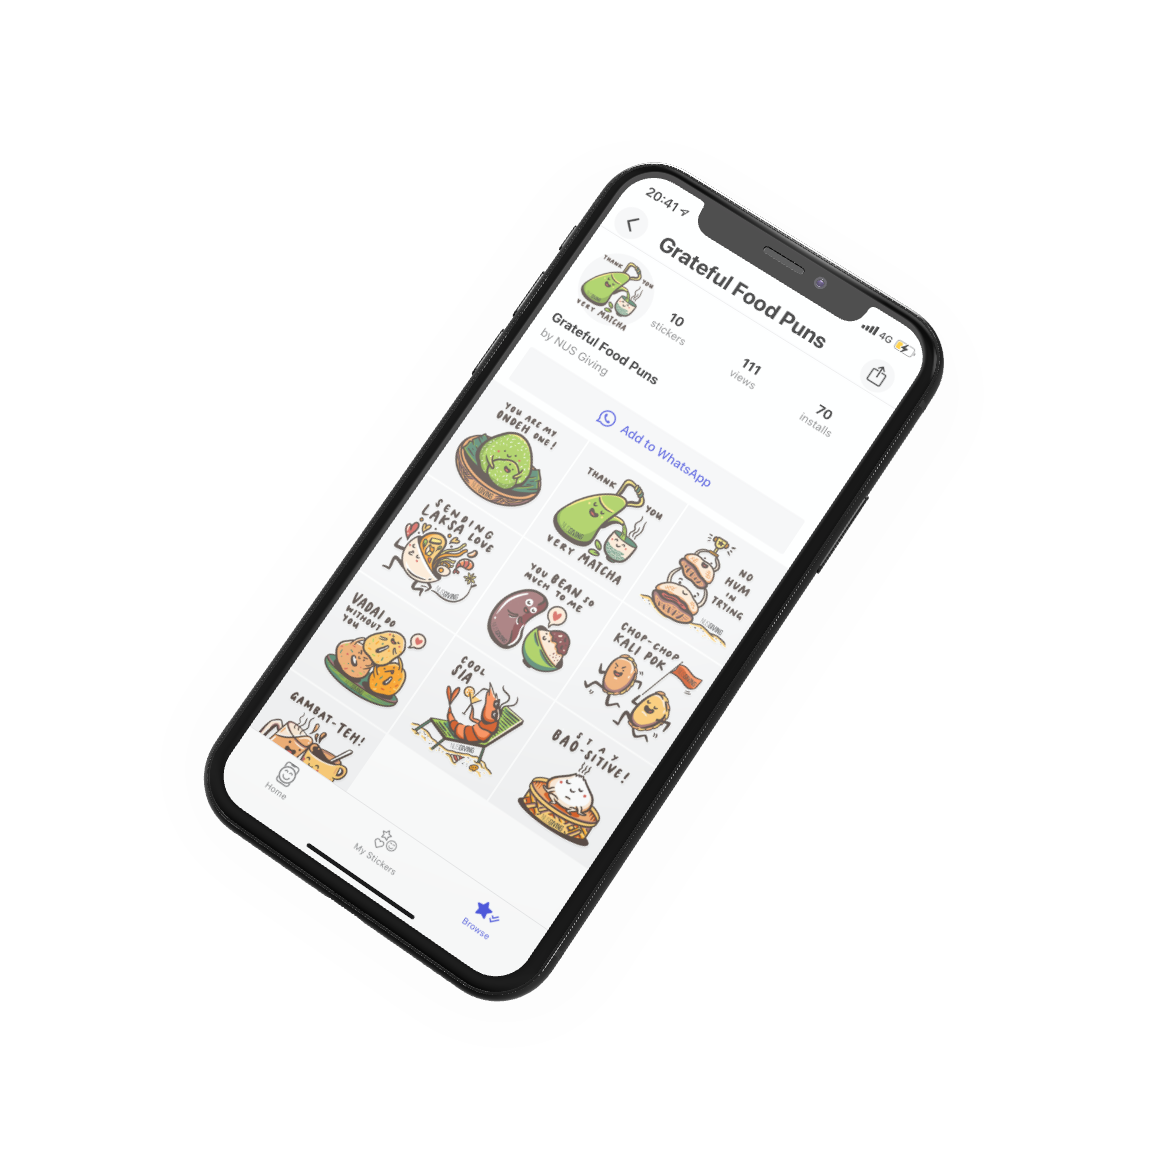 20:41
4G
Grateful Food Puns
THANK YOU
VERY MATCHA
10
stickers
111
views
70
installs
Grateful Food Puns
by NUS Giving
Add to WhatsApp
YOU ARE MY
ONDEH ONE!
THANK YOU
VERY MATCHA
NO
HUM
IN
TRYING
SENDING
LAKSA LOVE
GIVING
YOU BEAN SO
MUCH TO ME
CHOP-CHOP
KALI POK
VADAI DO
WITHOUT
YOU
COOL
SIA
GIVING
STAY
BAO-SITIVE!
GAMBAT-TEH!
Home
My Stickers
Browse